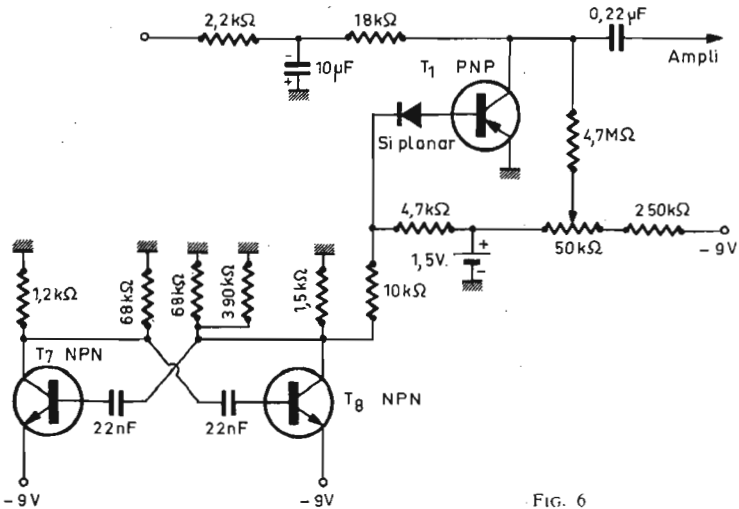 2,2kΩ
18kΩ
0,22µF
-
+
10µF
T1 PNP
Ampli
Si planar
4,7MΩ
4,7kΩ
250kΩ
+
1,5V.
-
50kΩ
-9V
1,2kΩ
68kΩ
68kΩ
390kΩ
1,5kΩ
10kΩ
T7 NPN
T8 NPN
22nF
22nF
-9V
-9V
FIG. 6